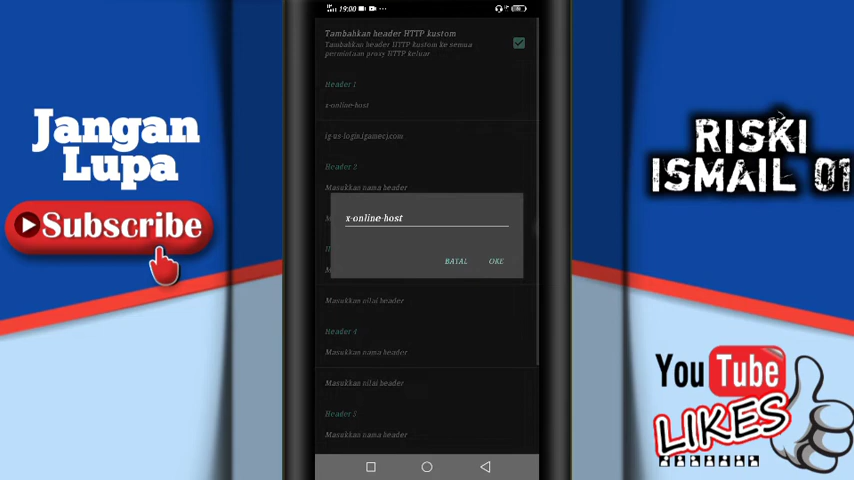 19:00
Jangan
Lupa
Subscribe
Tambahkan header HTTP kustom
Tambahkan header HTTP kustom ke semua
permintaan proxy HTTP keluar
Header 1
x-online-host
ig-us-login.igamecj.com
Header 2
Masukkan nama header
x-online-host
BATAL OKE
Masukkan nilai header
Header 4
Masukkan nama header
Masukkan nilai header
Header 5
Masukkan nama header
RISKI
ISMAIL 01
YouTube
LIKES